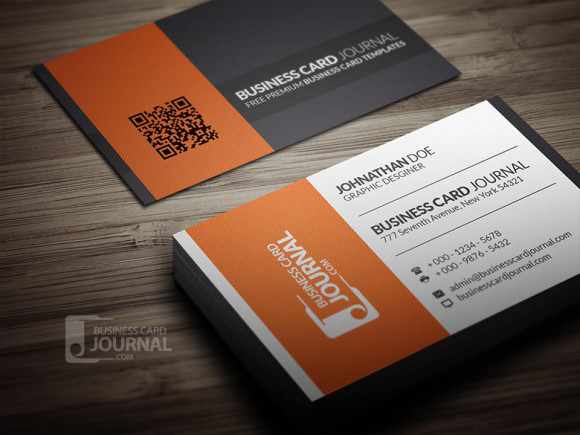 BUSINESS CARD JOURNAL
FREE PREMIUM BUSINESS CARD TEMPLATES
JOHNATHAN DOE
GRAPHIC DESGINER
BUSINESS CARD JOURNAL
777 Seventh Avenue, New York 54321
+ 000 - 1234 - 5678
+ 000 - 9876 - 5432
admin@businesscardjournal.com
businesscardjournal.com
BUSINESS CARD
JOURNAL
.COM
BUSINESS CARD
JOURNAL
.COM